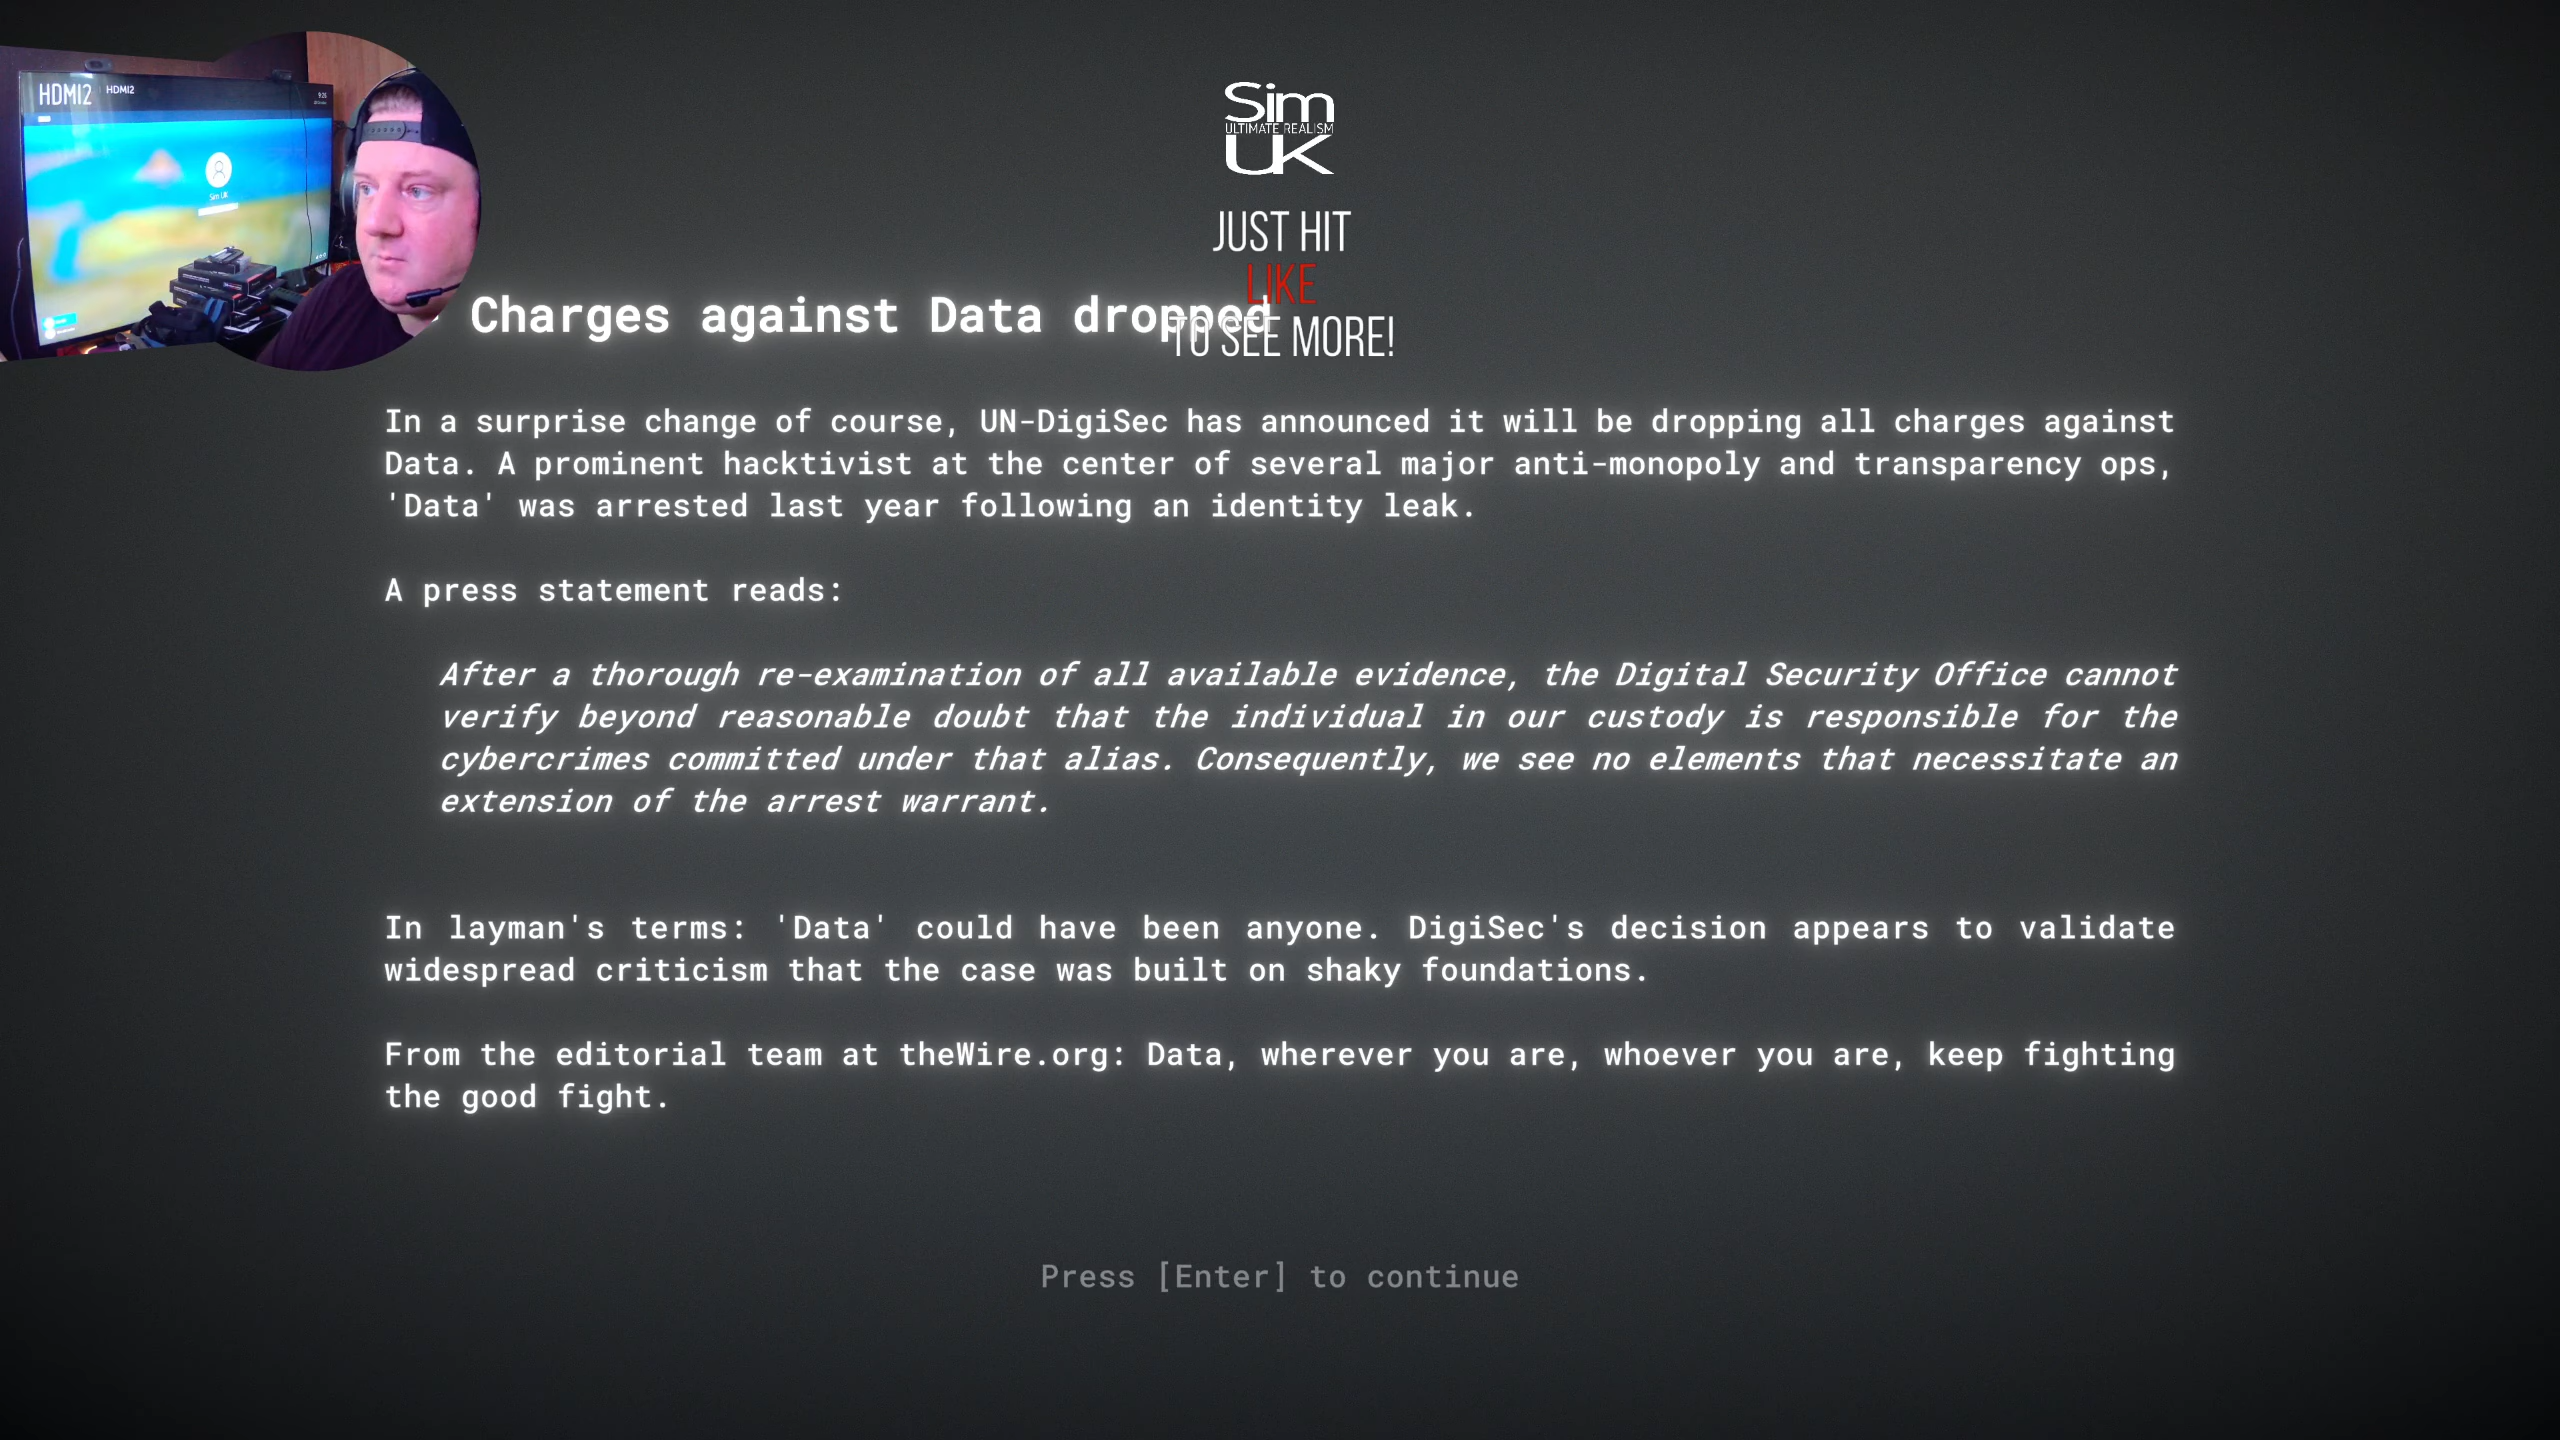 HDMI2
HDMI2
9:25
Sim UK
Sim
ULTIMATE REALISM
UK
JUST HIT
LIKE
TO SEE MORE!
Charges against Data dropped
In a surprise change of course, UN-DigiSec has announced it will be dropping all charges against
Data. A prominent hacktivist at the center of several major anti-monopoly and transparency ops,
'Data' was arrested last year following an identity leak.
A press statement reads:
After a thorough re-examination of all available evidence, the Digital Security Office cannot
verify beyond reasonable doubt that the individual in our custody is responsible for the
cybercrimes committed under that alias. Consequently, we see no elements that necessitate an
extension of the arrest warrant.
In layman's terms: 'Data' could have been anyone. DigiSec's decision appears to validate
widespread criticism that the case was built on shaky foundations.
From the editorial team at theWire.org: Data, wherever you are, whoever you are, keep fighting
the good fight.
Press [Enter] to continue